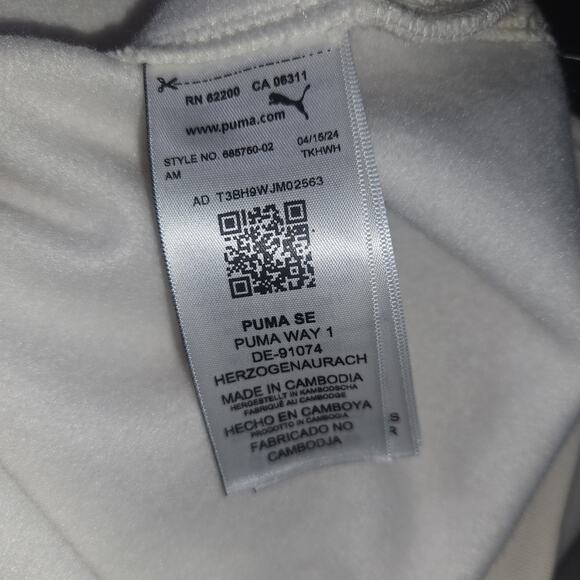 RN 62200 CA 06311
www.puma.com
STYLE NO. 685750-02 04/15/24
AM TKHWH
AD T3BH9WJM02563
PUMA SE
PUMA WAY 1
DE-91074
HERZOGENAURACH
MADE IN CAMBODIA
HERGESTELLT IN KAMBODSCHA
FABRIQUÉ AU CAMBODGE
HECHO EN CAMBOYA
PRODOTTO IN CAMBOGIA
FABRICADO NO
CAMBODJA
S
R